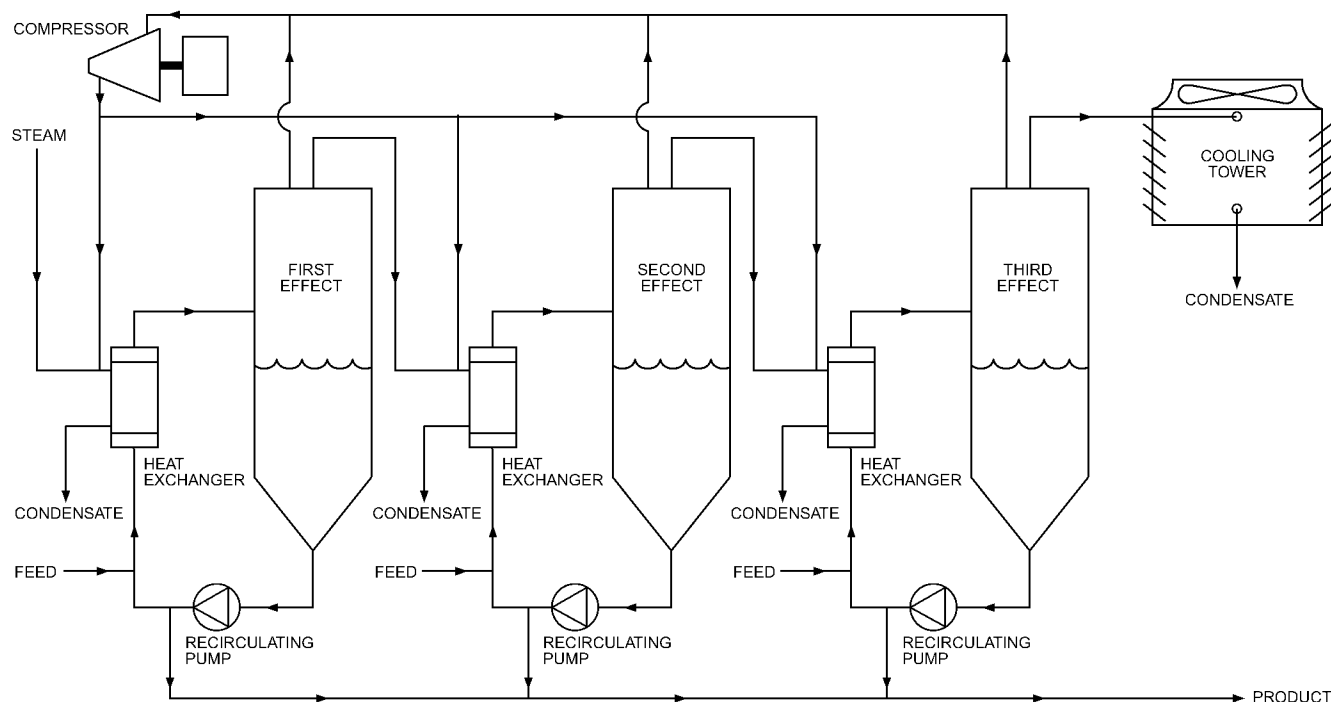 COMPRESSOR
STEAM
COOLING
TOWER
FIRST
EFFECT
SECOND
EFFECT
THIRD
EFFECT
CONDENSATE
HEAT
EXCHANGER
HEAT
EXCHANGER
HEAT
EXCHANGER
CONDENSATE
CONDENSATE
CONDENSATE
FEED
FEED
FEED
RECIRCULATING
PUMP
RECIRCULATING
PUMP
RECIRCULATING
PUMP
PRODUCT